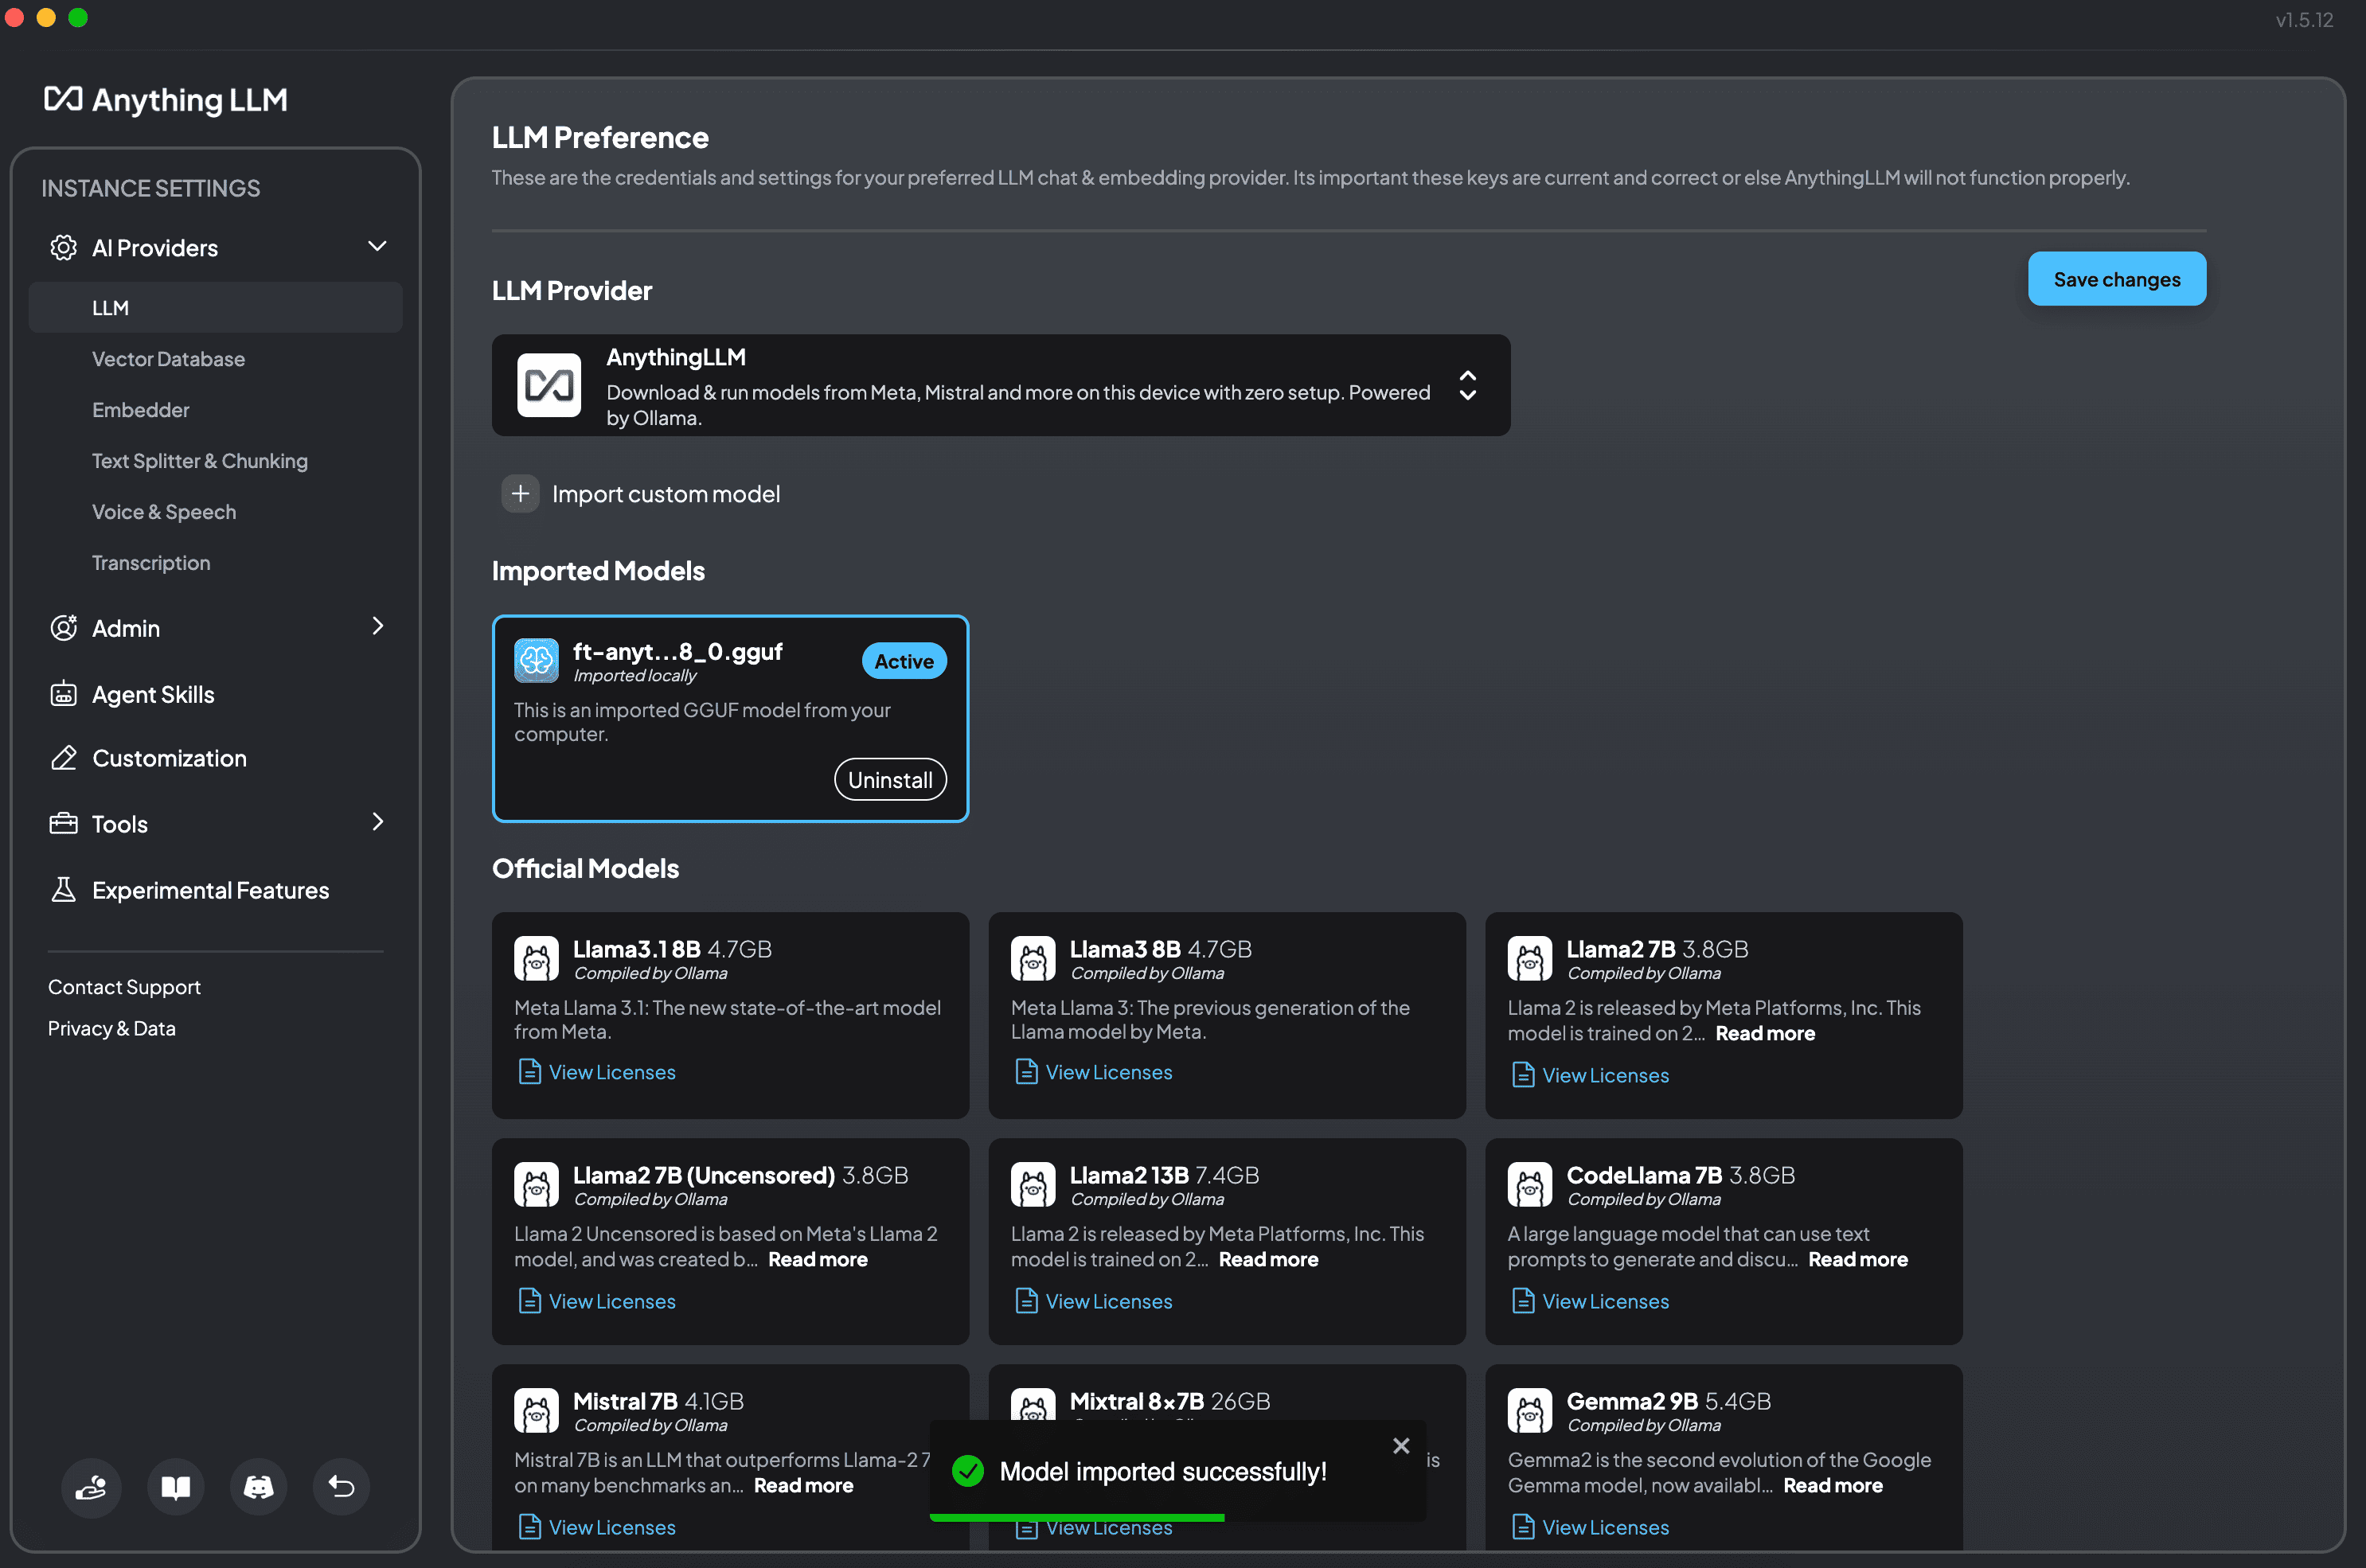 v1.5.12
Anything LLM
INSTANCE SETTINGS
AI Providers
LLM
Vector Database
Embedder
Text Splitter & Chunking
Voice & Speech
Transcription
Admin
Agent Skills
Customization
Tools
Experimental Features
Contact Support
Privacy & Data
LLM Preference
These are the credentials and settings for your preferred LLM chat & embedding provider. Its important these keys are current and correct or else AnythingLLM will not function properly.
Save changes
LLM Provider
AnythingLLM
Download & run models from Meta, Mistral and more on this device with zero setup. Powered
by Ollama.
Import custom model
Imported Models
ft-anyt...8_0.gguf
Imported locally
Active
This is an imported GGUF model from your
computer.
Uninstall
Official Models
Llama3.1 8B 4.7GB
Compiled by Ollama
Meta Llama 3.1: The new state-of-the-art model
from Meta.
View Licenses
Llama3 8B 4.7GB
Compiled by Ollama
Meta Llama 3: The previous generation of the
Llama model by Meta.
View Licenses
Llama2 7B 3.8GB
Compiled by Ollama
Llama 2 is released by Meta Platforms, Inc. This
model is trained on 2... Read more
View Licenses
Llama2 7B (Uncensored) 3.8GB
Compiled by Ollama
Llama 2 Uncensored is based on Meta's Llama 2
model, and was created b... Read more
View Licenses
Llama2 13B 7.4GB
Compiled by Ollama
Llama 2 is released by Meta Platforms, Inc. This
model is trained on 2... Read more
View Licenses
CodeLlama 7B 3.8GB
Compiled by Ollama
A large language model that can use text
prompts to generate and discu... Read more
View Licenses
Mistral 7B 4.1GB
Compiled by Ollama
Mistral 7B is an LLM that outperforms Llama-2 7
on many benchmarks an... Read more
View Licenses
Mixtral 8x7B 26GB
is
View Licenses
Gemma2 9B 5.4GB
Compiled by Ollama
Gemma2 is the second evolution of the Google
Gemma model, now availabl... Read more
View Licenses
Model imported successfully!